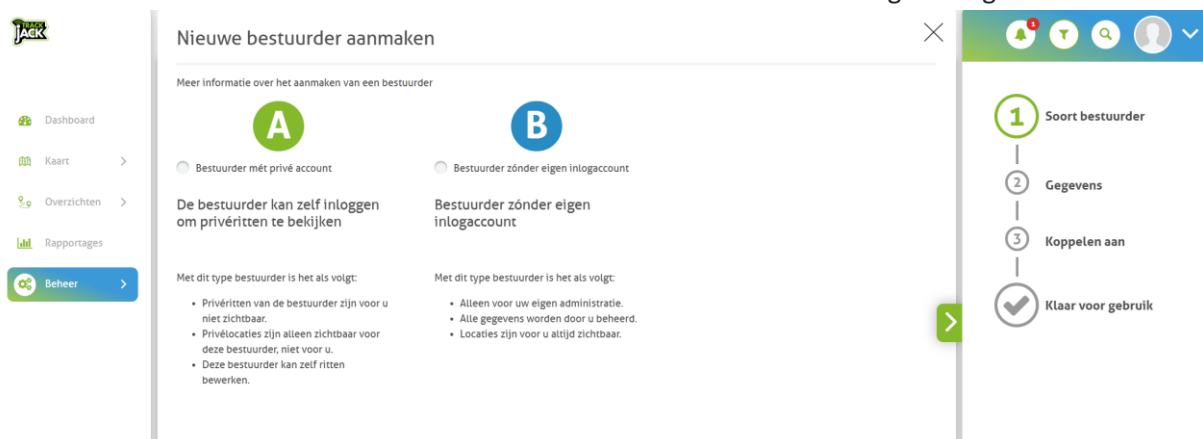 TRACK
JACK
Dashboard
Kaart
Overzichten
Rapportages
Beheer
Nieuwe bestuurder aanmaken
Meer informatie over het aanmaken van een bestuurder
A
Bestuurder mét privé account
De bestuurder kan zelf inloggen
om privéritten te bekijken
Met dit type bestuurder is het als volgt:
• Privéritten van de bestuurder zijn voor u
niet zichtbaar.
• Privélocaties zijn alleen zichtbaar voor
deze bestuurder, niet voor u.
• Deze bestuurder kan zelf ritten
bewerken.
B
Bestuurder zónder eigen inlogaccount
Bestuurder zónder eigen
inlogaccount
Met dit type bestuurder is het als volgt:
• Alleen voor uw eigen administratie.
• Alle gegevens worden door u beheerd.
• Locaties zijn voor u altijd zichtbaar.
1
1 Soort bestuurder
2 Gegevens
3 Koppelen aan
Klaar voor gebruik